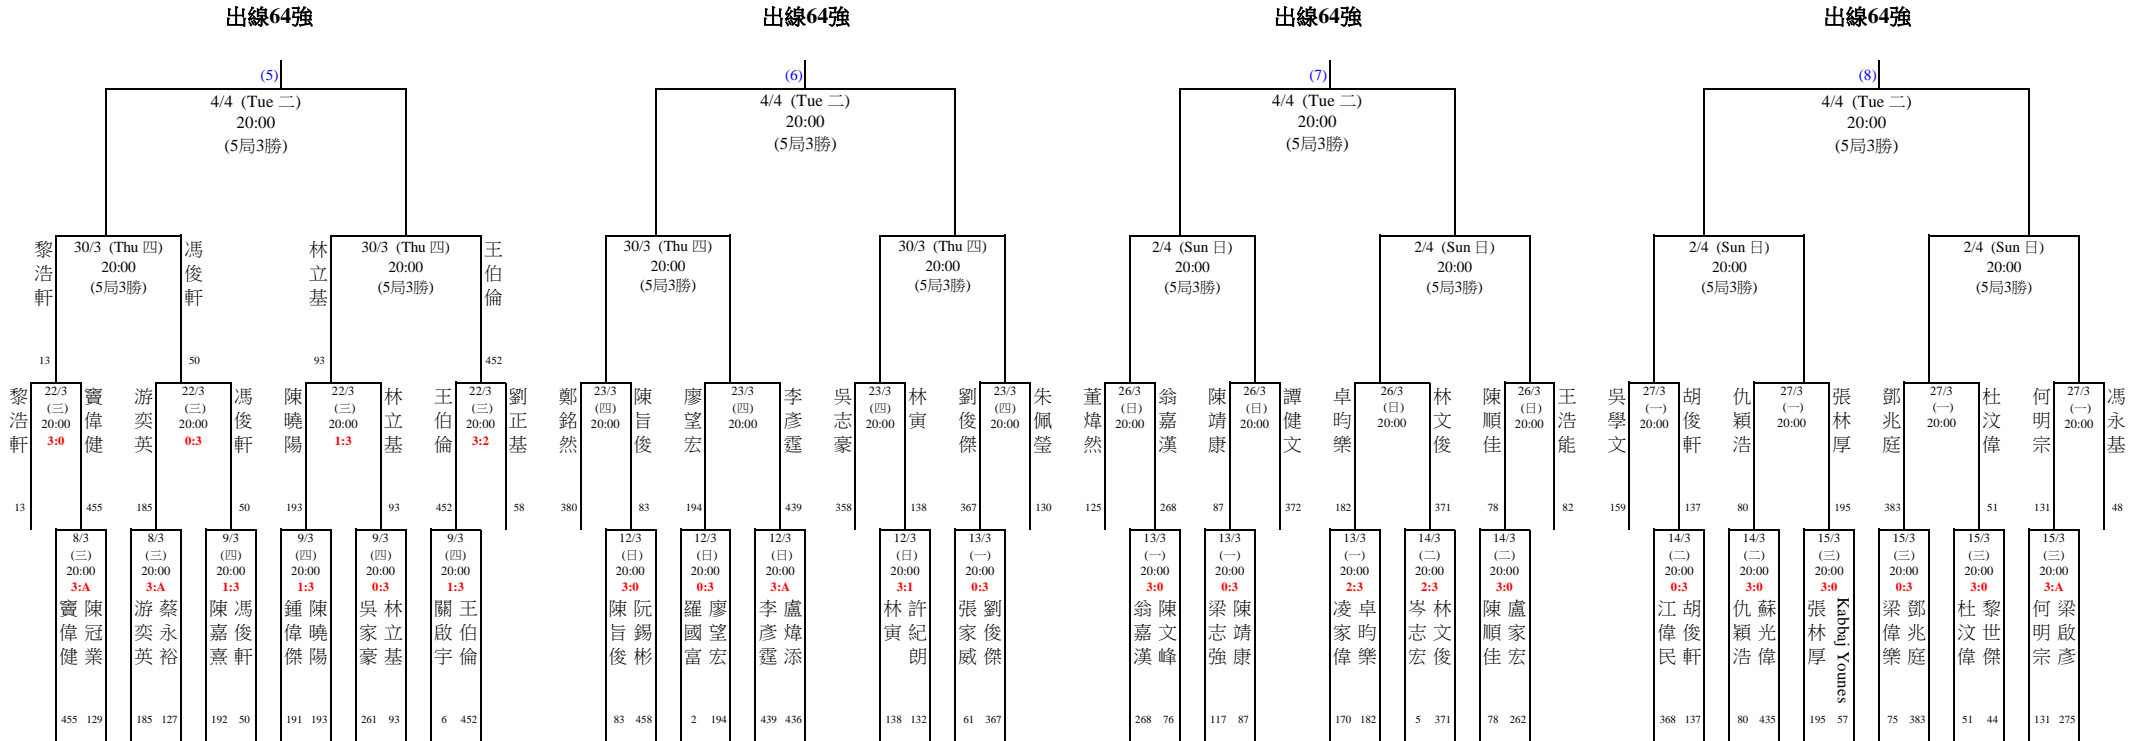 出線64強 出線64強 出線64強 出線64強
(5) (6) (7) (8)
4/4 (Tue 二) 4/4 (Tue 二) 4/4 (Tue 二) 4/4 (Tue 二)
20:00 20:00 20:00 20:00
(5局3勝) (5局3勝) (5局3勝) (5局3勝)
黎浩軒 30/3 (Thu 四) 馮俊軒 林立基 30/3 (Thu 四) 王伯倫 30/3 (Thu 四) 30/3 (Thu 四) 2/4 (Sun 日) 2/4 (Sun 日) 2/4 (Sun 日) 2/4 (Sun 日)
20:00 20:00 20:00 20:00 20:00 20:00 20:00 20:00
(5局3勝) (5局3勝) (5局3勝) (5局3勝) (5局3勝) (5局3勝) (5局3勝) (5局3勝)
13 50 93 452
黎浩軒 22/3 竇偉健 游奕英 22/3 馮俊軒 陳曉陽 22/3 林立基 王伯倫 22/3 劉正基 鄭銘然 23/3 陳旨俊 廖望宏 23/3 李彥霆 吳志豪 23/3 林寅 劉俊傑 23/3 朱佩瑩 董煒然 26/3 翁嘉漢 陳靖康 26/3 譚健文 卓昀樂 26/3 林文俊 陳順佳 26/3 王浩能 吳學文 27/3 胡俊軒 仇穎浩 27/3 張林厚 鄧兆庭 27/3 杜汶偉 何明宗 27/3 馮永基
(三) (三) (三) (三) (四) (四) (四) (四) (日) (日) (日) (日) (一) (一) (一) (一)
20:00 20:00 20:00 20:00 20:00 20:00 20:00 20:00 20:00 20:00 20:00 20:00 20:00 20:00 20:00 20:00
3:0 0:3 1:3 3:2
13 455 185 50 193 93 452 58 380 83 194 439 358 138 367 130 125 268 87 372 182 371 78 82 159 137 80 195 383 51 131 48
8/3 8/3 9/3 9/3 9/3 9/3 12/3 12/3 12/3 12/3 13/3 13/3 13/3 13/3 14/3 14/3 14/3 14/3 15/3 15/3 15/3 15/3
(三) (三) (四) (四) (四) (四) (日) (日) (日) (日) (一) (一) (一) (一) (二) (二) (二) (二) (三) (三) (三) (三)
20:00 20:00 20:00 20:00 20:00 20:00 20:00 20:00 20:00 20:00 20:00 20:00 20:00 20:00 20:00 20:00 20:00 20:00 20:00 20:00 20:00 20:00
3:A 3:A 1:3 1:3 0:3 1:3 3:0 0:3 3:A 3:1 0:3 3:0 0:3 2:3 2:3 3:0 0:3 3:0 3:0 0:3 3:0 3:A
竇偉健 陳冠業 游奕英 蔡永裕 陳嘉熹 馮俊軒 鍾偉傑 陳曉陽 吳家豪 林立基 關啟宇 王伯倫 陳旨俊 阮錫彬 羅國富 廖望宏 李彥霆 盧煒添 林寅 許紀朗 張家威 劉俊傑 翁嘉漢 陳文峰 梁志強 陳靖康 凌家偉 卓昀樂 岑志宏 林文俊 陳順佳 盧家宏 江偉民 胡俊軒 仇穎浩 蘇光偉 張林厚 Kabbaj Younes 梁偉樂 鄧兆庭 杜汶偉 黎世傑 何明宗 梁啟彥
455 129 185 127 192 50 191 193 261 93 6 452 83 458 2 194 439 436 138 132 61 367 268 76 117 87 170 182 5 371 78 262 368 137 80 435 195 57 75 383 51 44 131 275